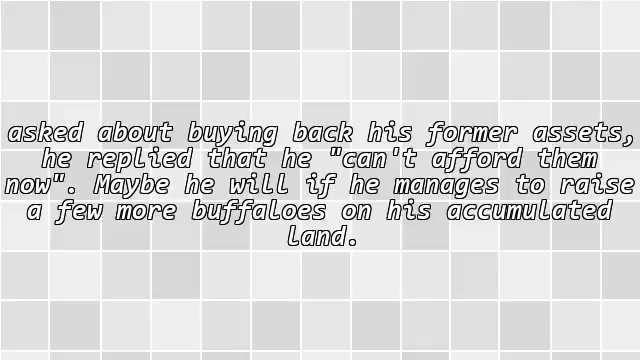 asked about buying back his former assets,
he replied that he "can't afford them
now". Maybe he will if he manages to raise
a few more buffaloes on his accumulated
land.